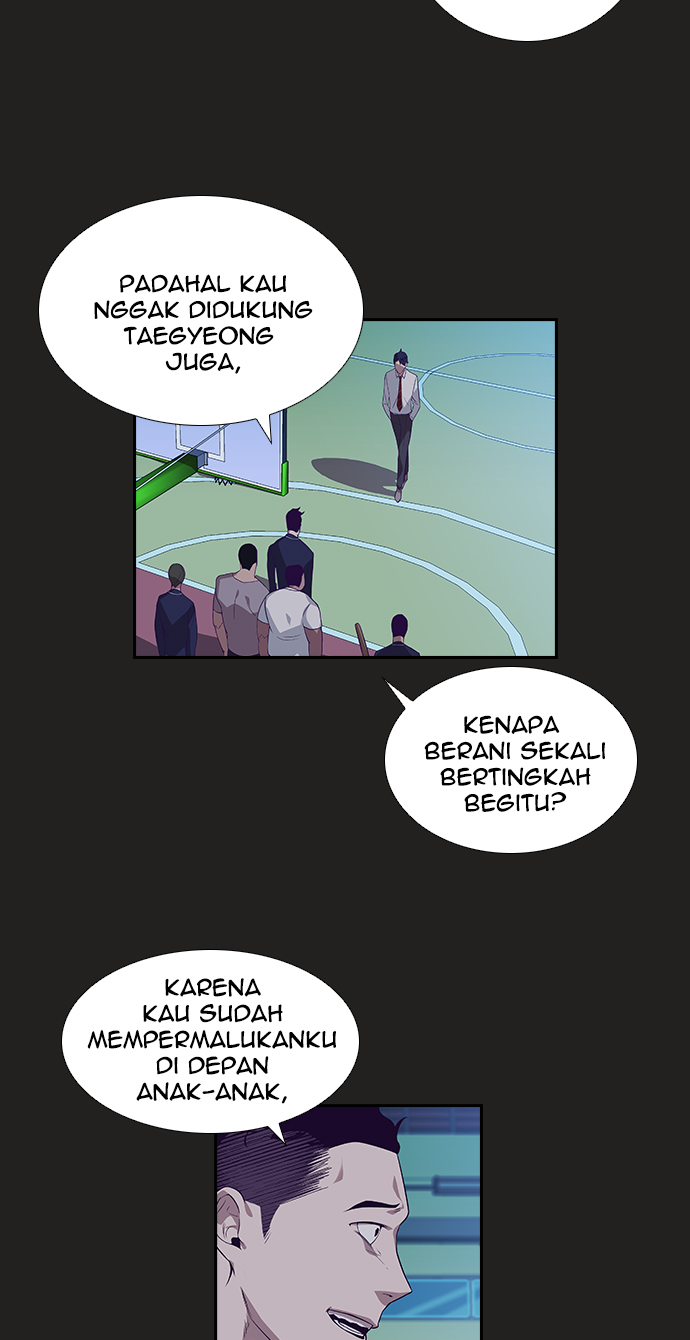 PADAHAL KAU
NGGAK DIDUKUNG
TAEGYEONG
JUGA,
KENAPA
BERANI SEKALI
BERTINGKAH
BEGITU?
KARENA
KAU SUDAH
MEMPERMALUKANKU
DI DEPAN
ANAK-ANAK,